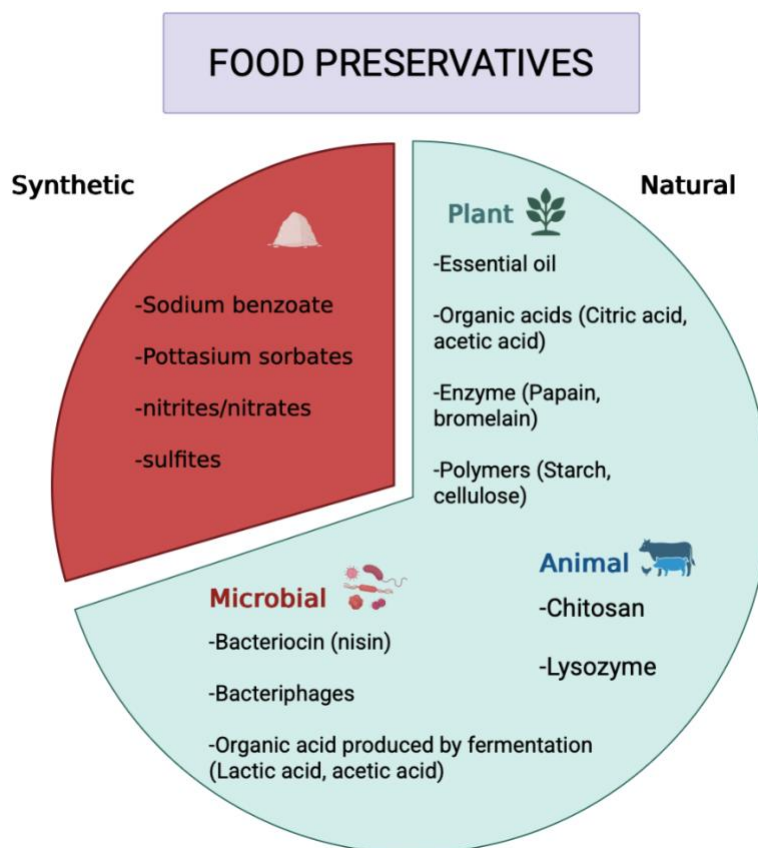 FOOD PRESERVATIVES
Synthetic
-Sodium benzoate
-Pottasium sorbates
-nitrites/nitrates
-sulfites
Natural
Plant
-Essential oil
-Organic acids (Citric acid,
acetic acid)
-Enzyme (Papain,
bromelain)
-Polymers (Starch,
cellulose)
Animal
-Chitosan
-Lysozyme
Microbial
-Bacteriocin (nisin)
-Bacteriphages
-Organic acid produced by fermentation
(Lactic acid, acetic acid)